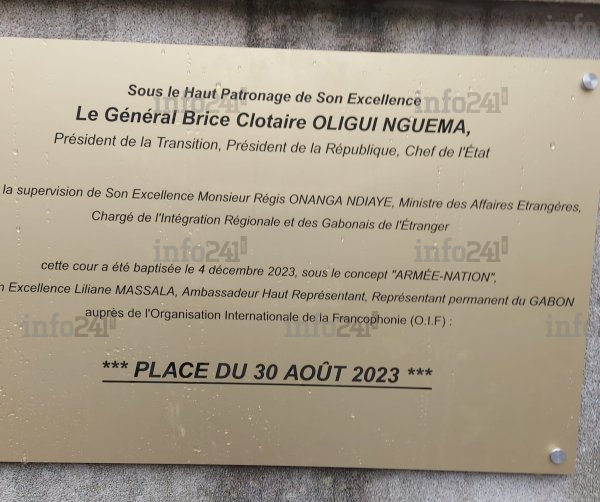 Sous le Haut Patronage de Son Excellence
Le Général Brice Clotaire OLIGUI NGUEMA,
Président de la Transition, Président de la République, Chef de l'État
la supervision de Son Excellence Monsieur Régis ONANGA NDIAYE, Ministre des Affaires Etrangères,
Chargé de l'Intégration Régionale et des Gabonais de l'Étranger
cette cour a été baptisée le 4 décembre 2023, sous le concept "ARMÉE-NATION",
Excellence Liliane MASSALA, Ambassadeur Haut Représentant, Représentant permanent du GABON
auprès de l'Organisation Internationale de la Francophonie (O.I.F) :
*** PLACE DU 30 AOÛT 2023 ***
info241